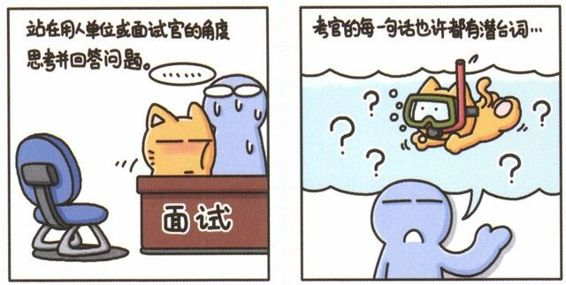 站在用人单位或面试官的角度
思考并回答问题。
……
面试
考官的每一句话也许都有潜台词…
? ? ? ?